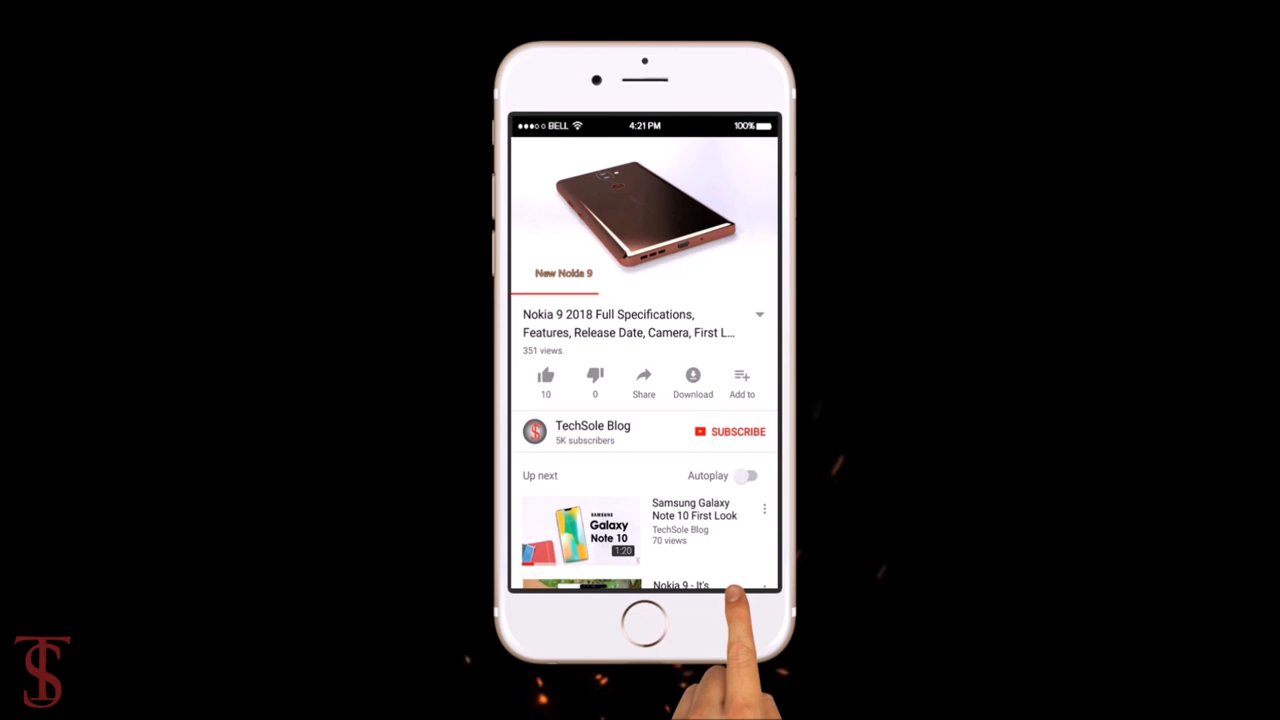 BELL
4:21 PM
100%
New Nolda 9
Nokia 9 2018 Full Specifications,
Features, Release Date, Camera, First L...
351 views
10
0
Share
Download
Add to
TechSole Blog
5K subscribers
SUBSCRIBE
Up next
Autoplay
SAMSUNG
Galaxy
Note 10
1:20
Samsung Galaxy
Note 10 First Look
TechSole Blog
70 views
Nokia 9 - It's
TS